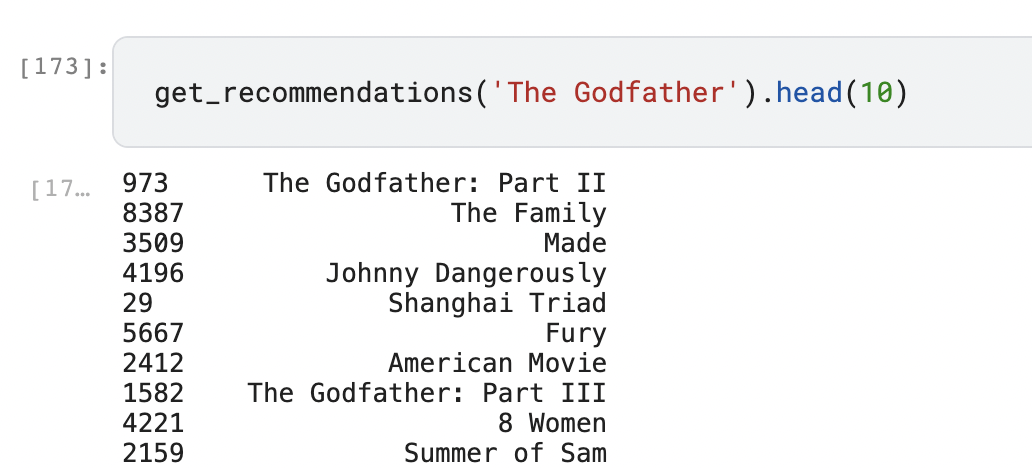 [173]:
get_recommendations('The Godfather').head(10)
[17…
973 The Godfather: Part II
8387 The Family
3509 Made
4196 Johnny Dangerously
29 Shanghai Triad
5667 Fury
2412 American Movie
1582 The Godfather: Part III
4221 8 Women
2159 Summer of Sam